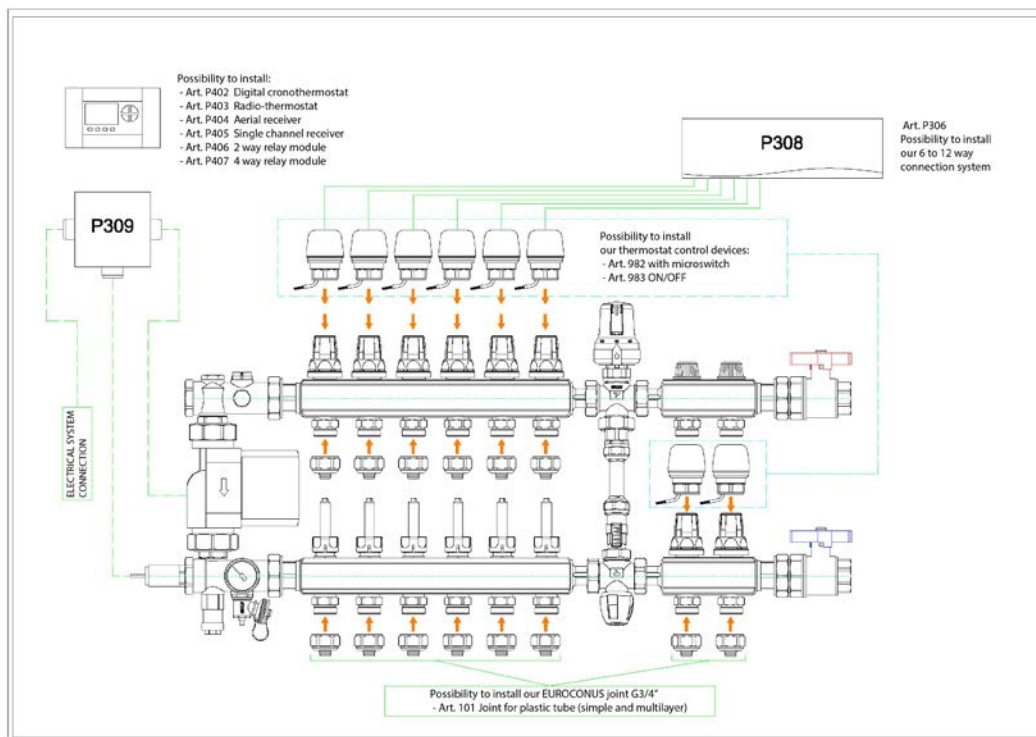 Possibility to install:
- Art. P402 Digital cronothermostat
- Art. P403 Radio-thermostat
- Art. P404 Aerial receiver
- Art. P405 Single channel receiver
- Art. P406 2 way relay module
- Art. P407 4 way relay module
P308
Art. P306
Possibility to install
our 6 to 12 way
connection system
P309
Possibility to install
our thermostat control devices:
- Art. 982 with microswitch
- Art. 983 ON/OFF
ELECTRICAL SYSTEM
CONNECTION
Possibility to install our EUROCONUS joint G3/4"
- Art. 101 Joint for plastic tube (simple and multilayer)